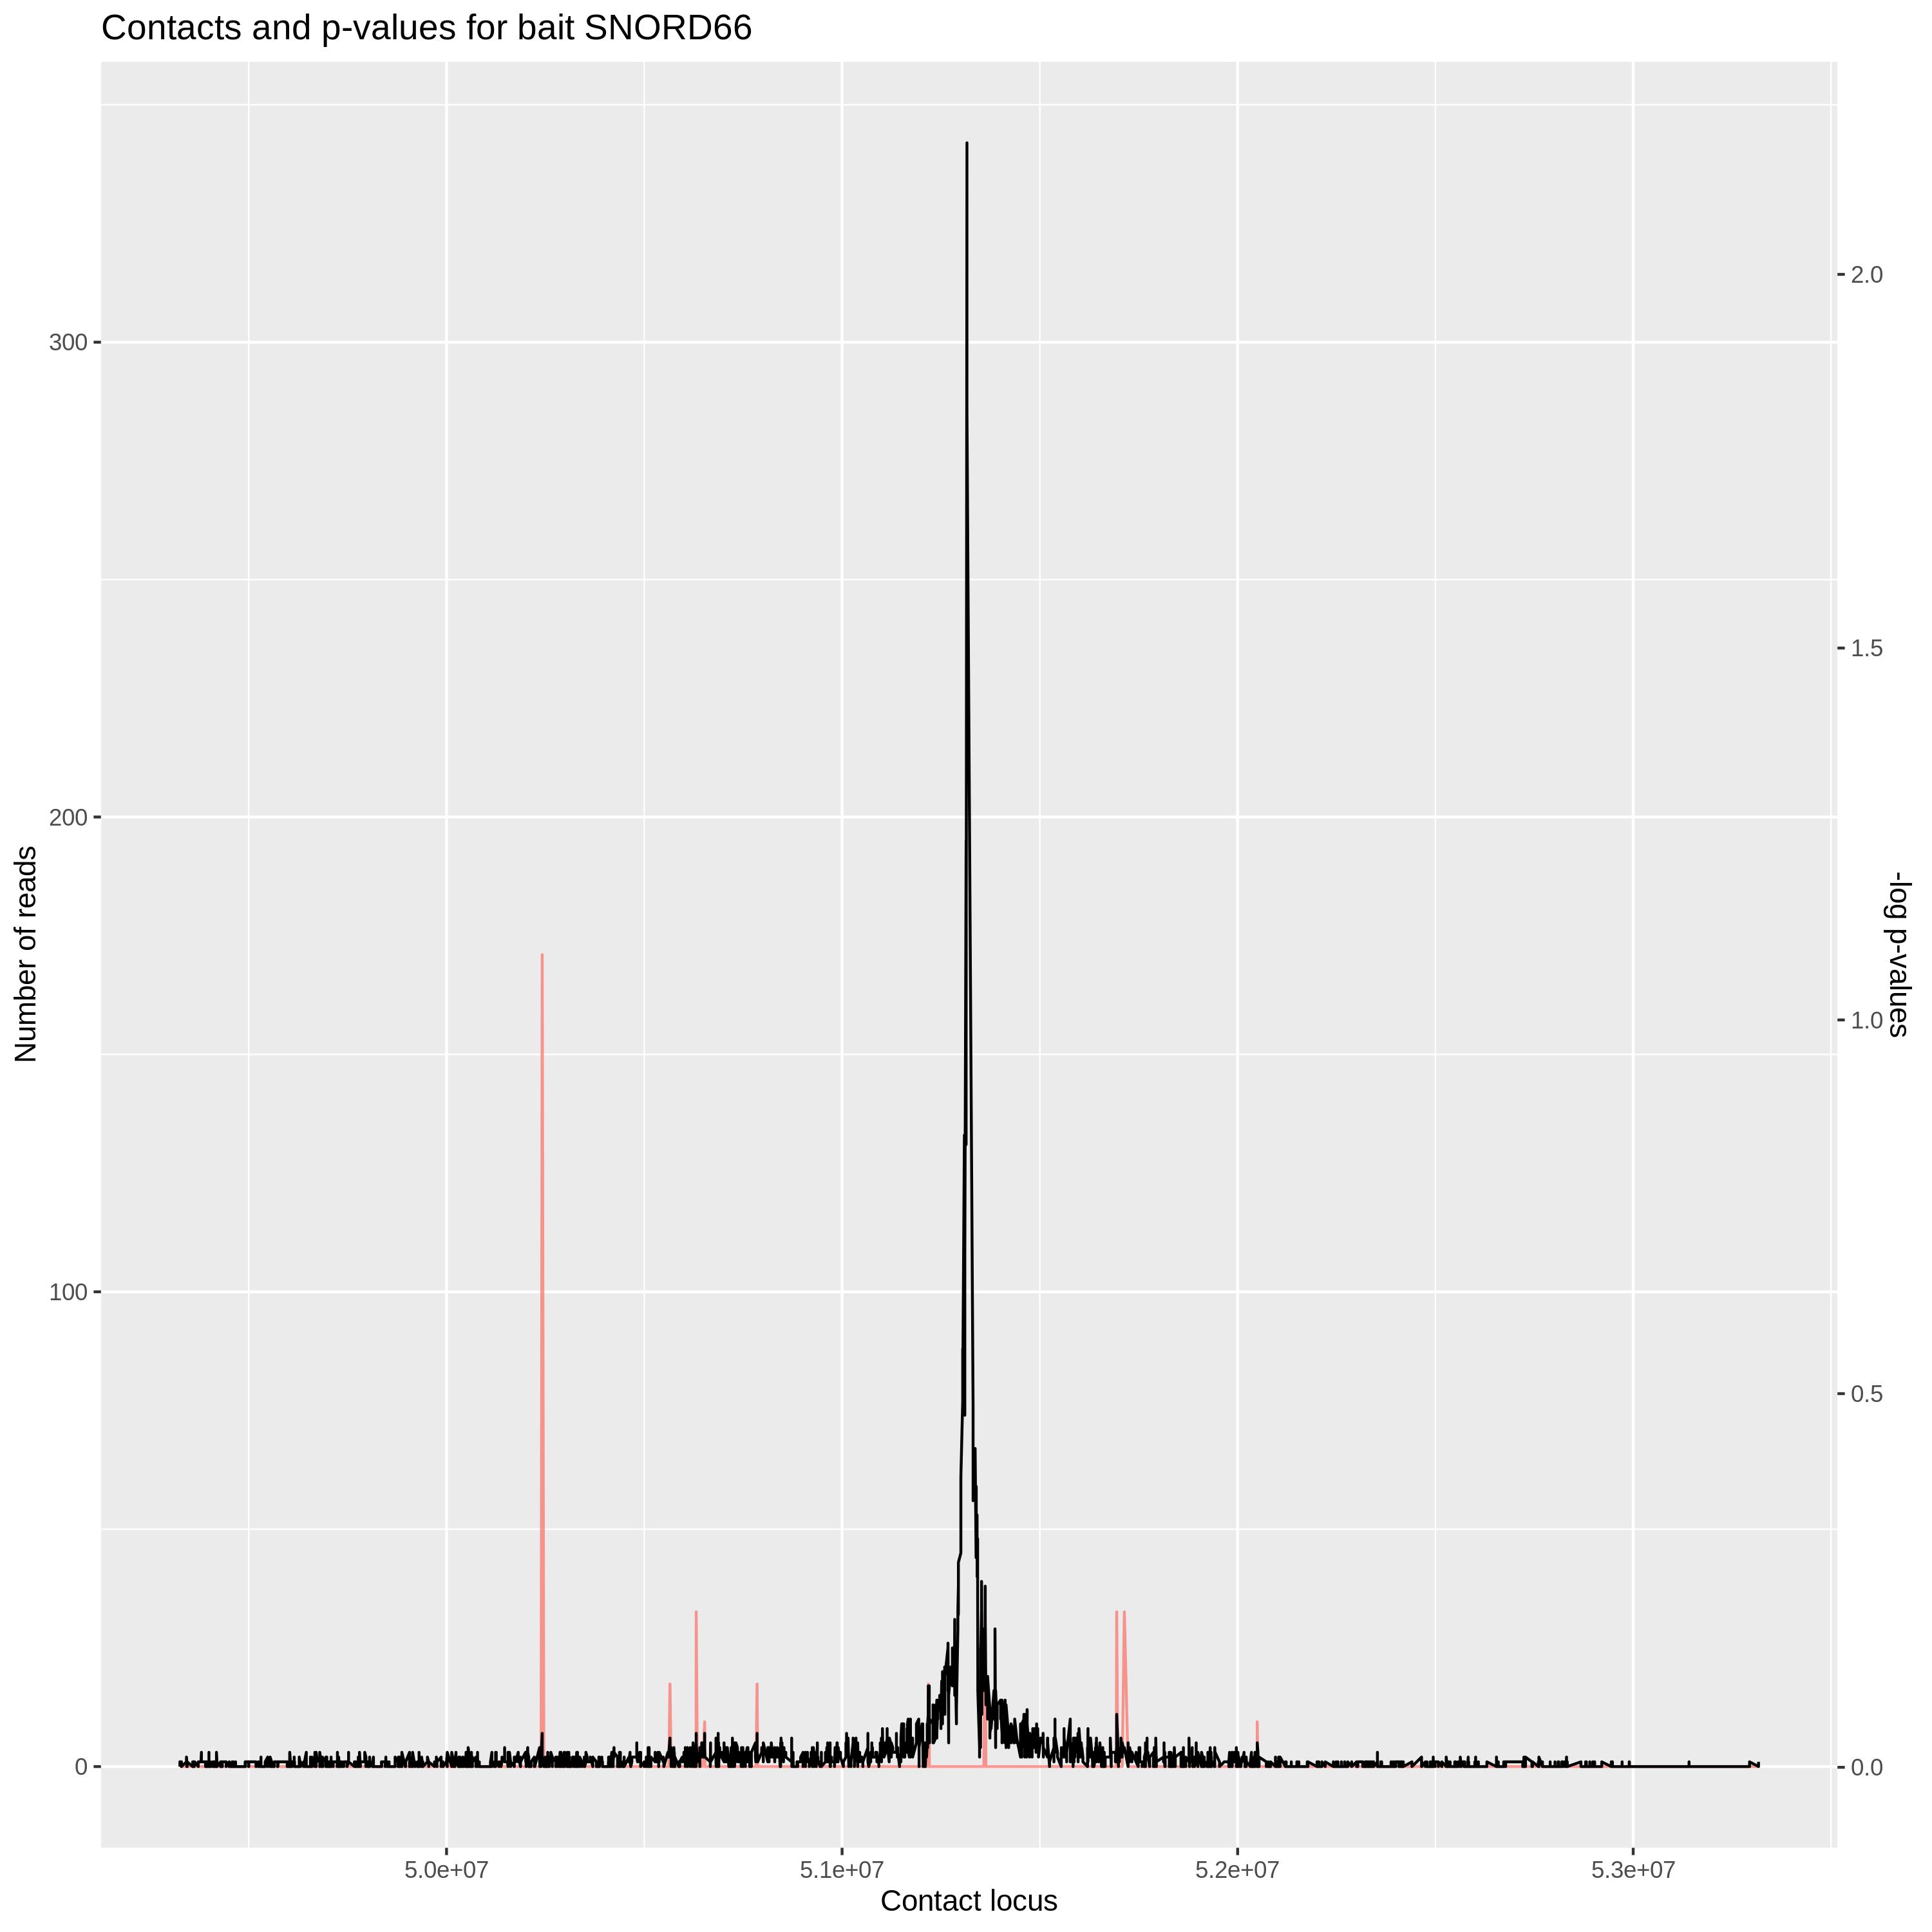 Contacts and p-values for bait SNORD66
Number of reads
300
200
100
0
2.0
1.5
1.0
0.5
0.0
-log p-values
5.0e+07
5.1e+07
5.2e+07
5.3e+07
Contact locus